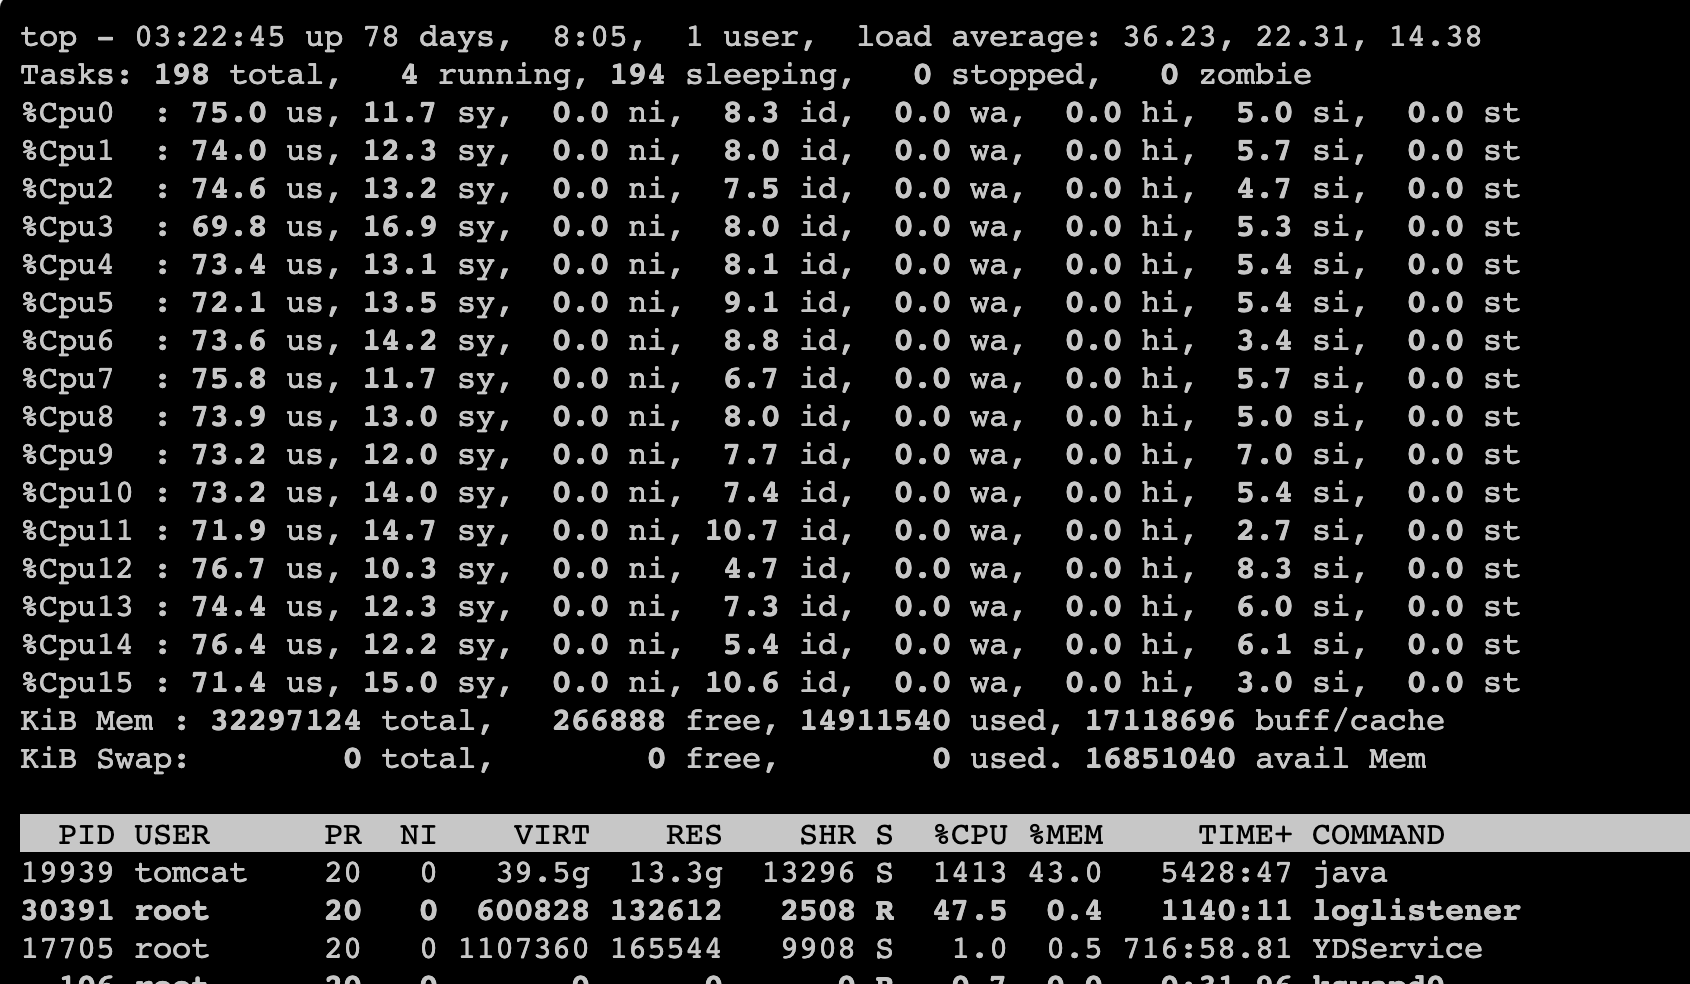 top - 03:22:45 up 78 days,  8:05,  1 user,  load average: 36.23, 22.31, 14.38
Tasks: 198 total,   4 running, 194 sleeping,   0 stopped,   0 zombie
%Cpu0  : 75.0 us, 11.7 sy,  0.0 ni,  8.3 id,  0.0 wa,  0.0 hi,  5.0 si,  0.0 st
%Cpu1  : 74.0 us, 12.3 sy,  0.0 ni,  8.0 id,  0.0 wa,  0.0 hi,  5.7 si,  0.0 st
%Cpu2  : 74.6 us, 13.2 sy,  0.0 ni,  7.5 id,  0.0 wa,  0.0 hi,  4.7 si,  0.0 st
%Cpu3  : 69.8 us, 16.9 sy,  0.0 ni,  8.0 id,  0.0 wa,  0.0 hi,  5.3 si,  0.0 st
%Cpu4  : 73.4 us, 13.1 sy,  0.0 ni,  8.1 id,  0.0 wa,  0.0 hi,  5.4 si,  0.0 st
%Cpu5  : 72.1 us, 13.5 sy,  0.0 ni,  9.1 id,  0.0 wa,  0.0 hi,  5.4 si,  0.0 st
%Cpu6  : 73.6 us, 14.2 sy,  0.0 ni,  8.8 id,  0.0 wa,  0.0 hi,  3.4 si,  0.0 st
%Cpu7  : 75.8 us, 11.7 sy,  0.0 ni,  6.7 id,  0.0 wa,  0.0 hi,  5.7 si,  0.0 st
%Cpu8  : 73.9 us, 13.0 sy,  0.0 ni,  8.0 id,  0.0 wa,  0.0 hi,  5.0 si,  0.0 st
%Cpu9  : 73.2 us, 12.0 sy,  0.0 ni,  7.7 id,  0.0 wa,  0.0 hi,  7.0 si,  0.0 st
%Cpu10 : 73.2 us, 14.0 sy,  0.0 ni,  7.4 id,  0.0 wa,  0.0 hi,  5.4 si,  0.0 st
%Cpu11 : 71.9 us, 14.7 sy,  0.0 ni, 10.7 id,  0.0 wa,  0.0 hi,  2.7 si,  0.0 st
%Cpu12 : 76.7 us, 10.3 sy,  0.0 ni,  4.7 id,  0.0 wa,  0.0 hi,  8.3 si,  0.0 st
%Cpu13 : 74.4 us, 12.3 sy,  0.0 ni,  7.3 id,  0.0 wa,  0.0 hi,  6.0 si,  0.0 st
%Cpu14 : 76.4 us, 12.2 sy,  0.0 ni,  5.4 id,  0.0 wa,  0.0 hi,  6.1 si,  0.0 st
%Cpu15 : 71.4 us, 15.0 sy,  0.0 ni, 10.6 id,  0.0 wa,  0.0 hi,  3.0 si,  0.0 st
KiB Mem : 32297124 total,   266888 free, 14911540 used, 17118696 buff/cache
KiB Swap:        0 total,        0 free,        0 used. 16851040 avail Mem
PID USER      PR  NI    VIRT    RES    SHR S  %CPU %MEM     TIME+ COMMAND
19939 tomcat    20   0   39.5g  13.3g  13296 S  1413 43.0   5428:47 java
30391 root      20   0  600828 132612   2508 R  47.5  0.4   1140:11 loglistener
17705 root      20   0 1107360 165544   9908 S   1.0  0.5 716:58.81 YDService